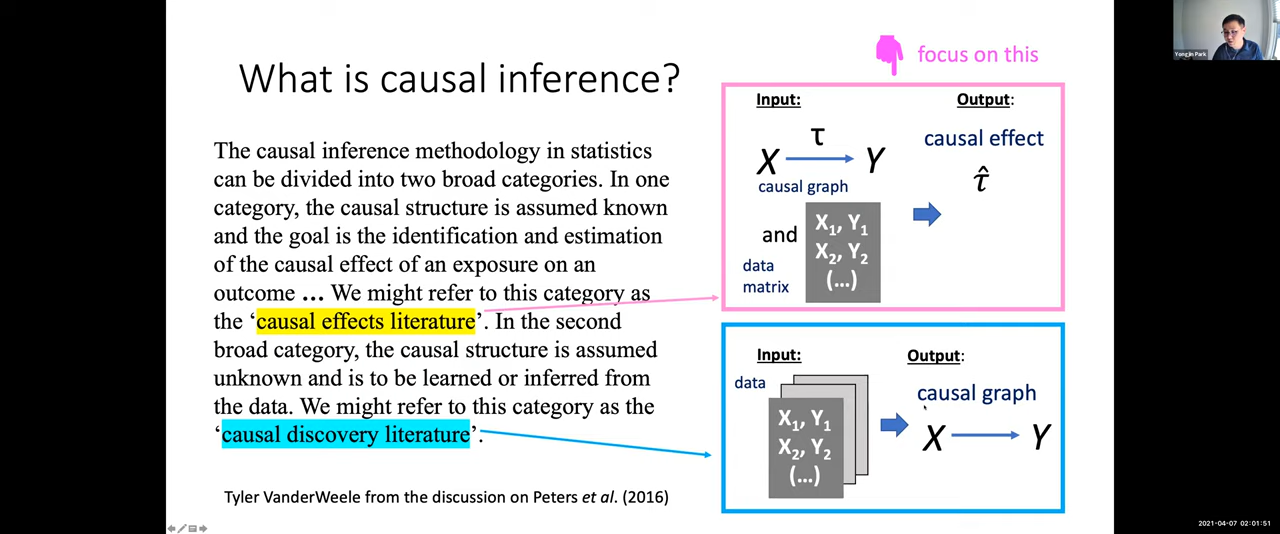 What is causal inference?
The causal inference methodology in statistics
can be divided into two broad categories. In one
category, the causal structure is assumed known
and the goal is the identification and estimation
of the causal effect of an exposure on an
outcome ... We might refer to this category as
the ‘causal effects literature’. In the second
broad category, the causal structure is assumed
unknown and is to be learned or inferred from
the data. We might refer to this category as the
‘causal discovery literature’.
Tyler VanderWeele from the discussion on Peters et al. (2016)
focus on this
Input:
τ
X Y
causal graph
and
data
matrix
X₁, Y₁
X₂, Y₂
(...)
Output:
causal effect
τ̂
Input:
data
X₁, Y₁
X₂, Y₂
(...)
Output:
causal graph
X Y
Yongjin Park
2021-04-07 02:01:51